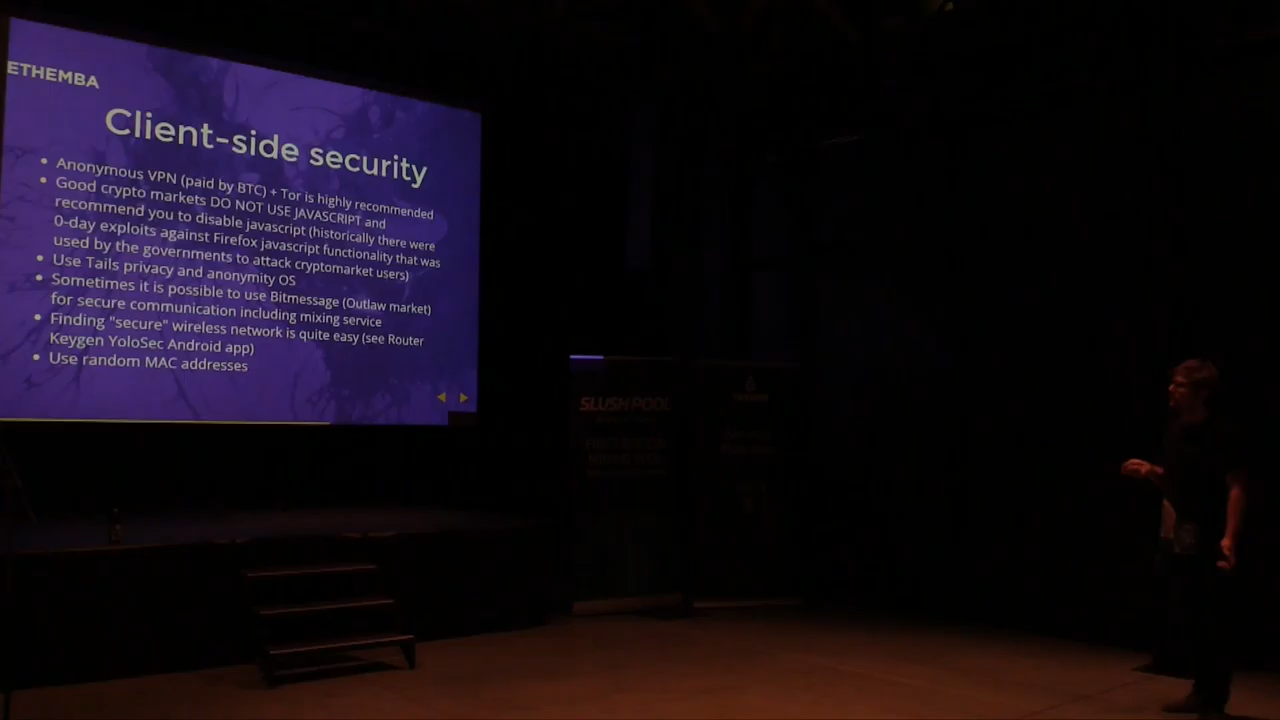 ETHEMBA
Client-side security
• Anonymous VPN (paid by BTC) + Tor is highly recommended
• Good crypto markets DO NOT USE JAVASCRIPT and
recommend you to disable javascript (historically there were
0-day exploits against Firefox javascript functionality that was
used by the governments to attack cryptomarket users)
• Use Tails privacy and anonymity OS
• Sometimes it is possible to use Bitmessage (Outlaw market)
for secure communication including mixing service
• Finding "secure" wireless network is quite easy (see Router
Keygen YoloSec Android app)
• Use random MAC addresses
SLUSH POOL